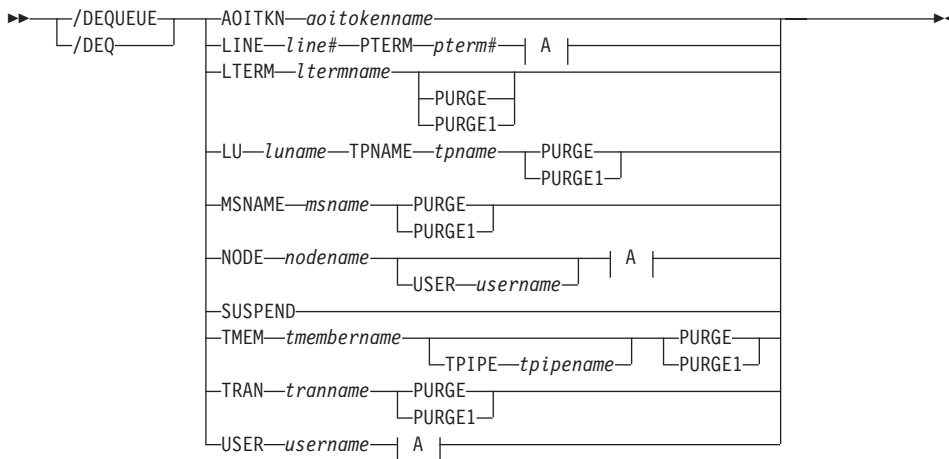 /DEQUEUE AOITKN aoitokenname
/DEQ LINE line# PTERM pterm# A
LTERM ltermname
PURGE
PURGE1
LU luname TPNAME tpname PURGE
PURGE1
MSNAME msname PURGE
PURGE1
NODE nodename A
USER username
SUSPEND
TMEM tmembername PURGE
TPIPE tpipename PURGE1
TRAN tranname PURGE
PURGE1
USER username A